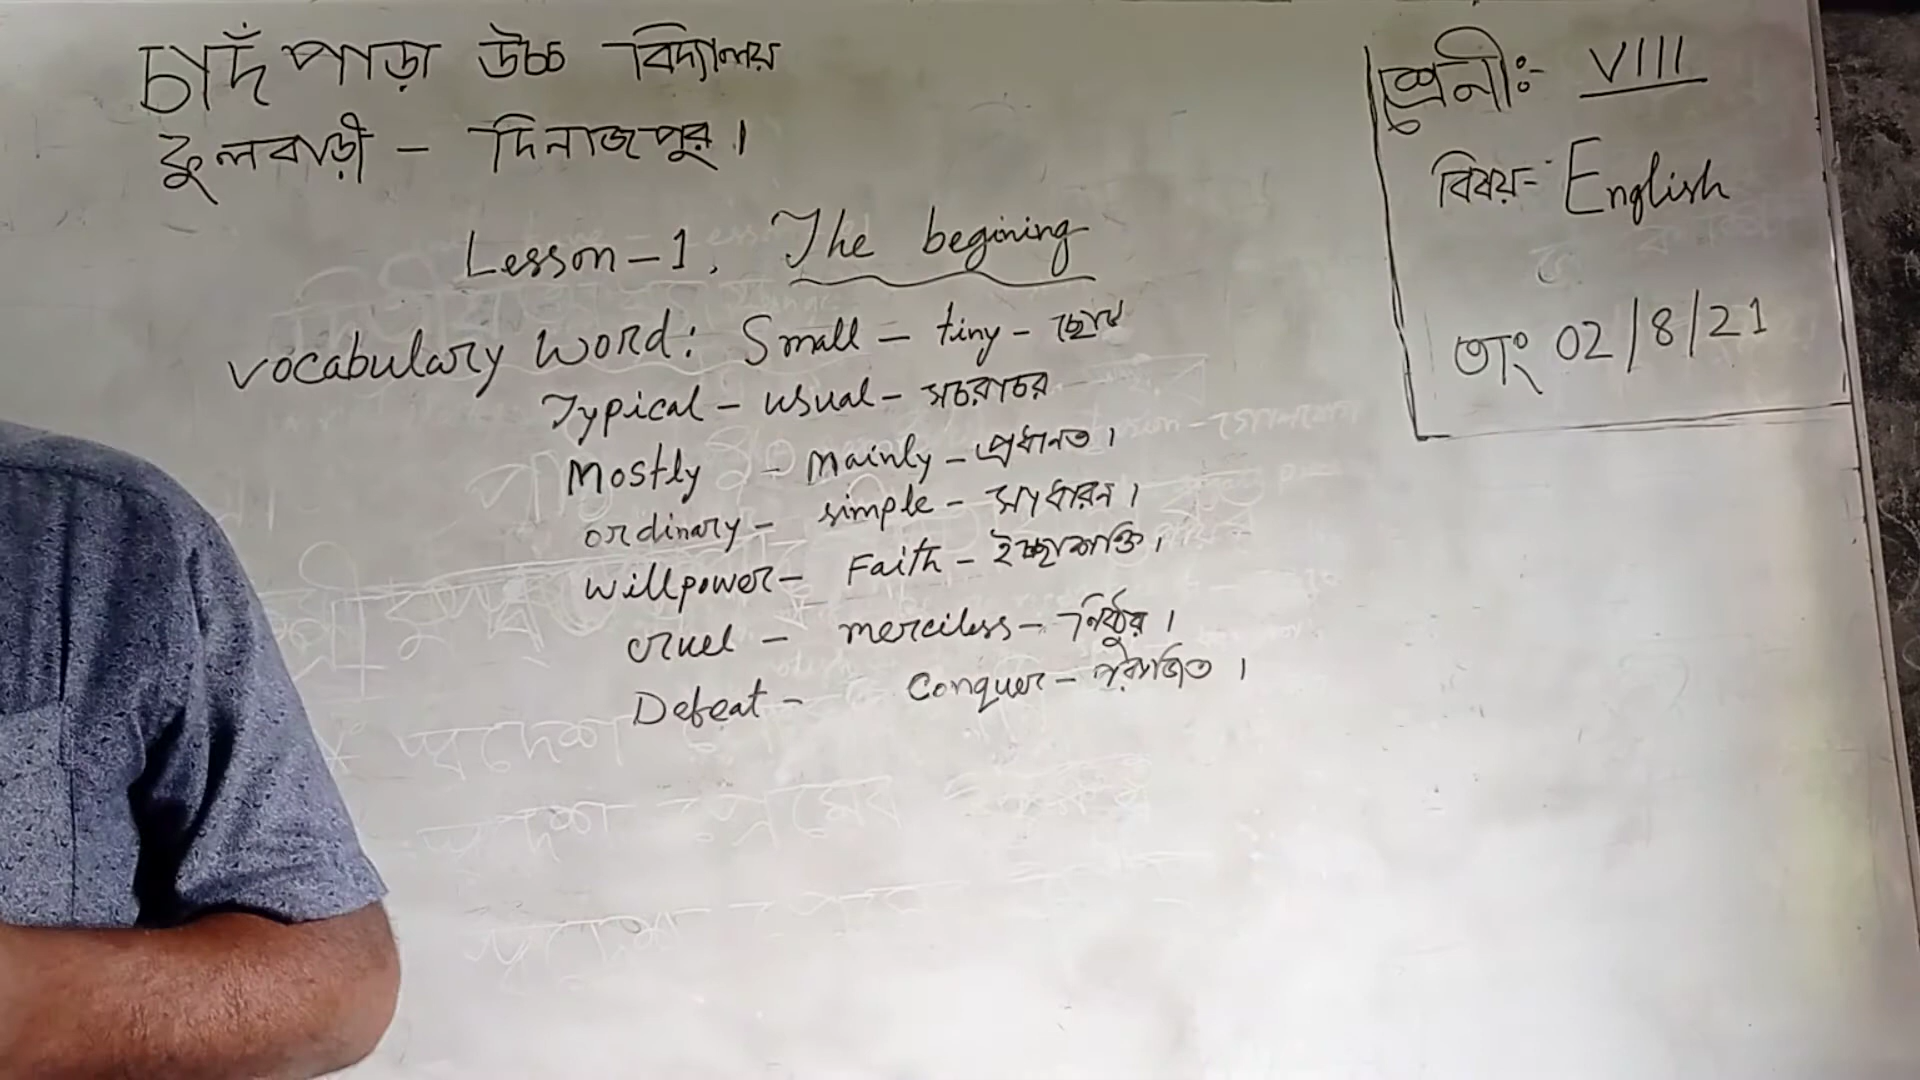 চাদঁপাড়া উচ্চ বিদ্যালয়
ফুলবাড়ী - দিনাজপুর।
শ্রেনীঃ- VIII
বিষয়- English
তাং 02/8/21
Lesson-1, The begining
vocabulary word: Small - tiny - ছোট
Typical - usual - সচরাচর
Mostly - mainly - প্রধানত।
ordinary - simple - সাধারন।
willpower - Faith - ইচ্ছাশক্তি।
cruel - merciless - নিষ্ঠুর।
Defeat - Conquer - পরাজিত।